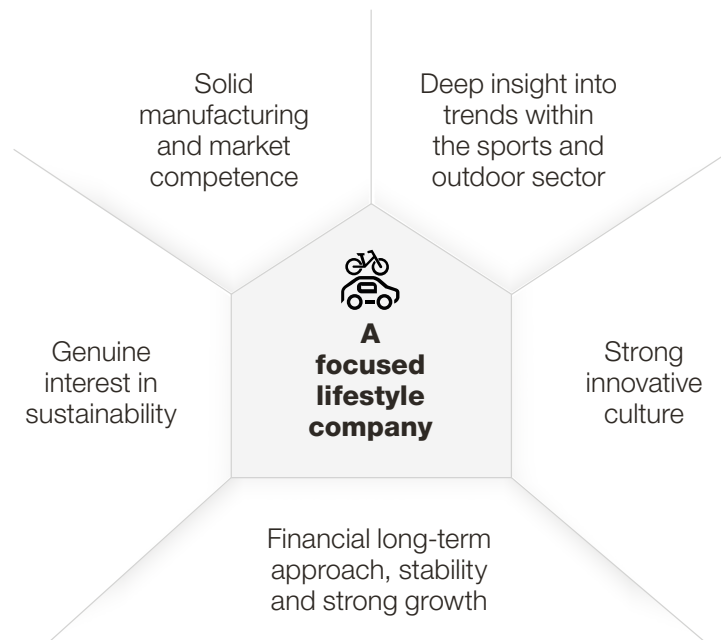 Solid
manufacturing
and market
competence
Deep insight into
trends within
the sports and
outdoor sector
Genuine
interest in
sustainability
A
focused
lifestyle
company
Strong
innovative
culture
Financial long-term
approach, stability
and strong growth